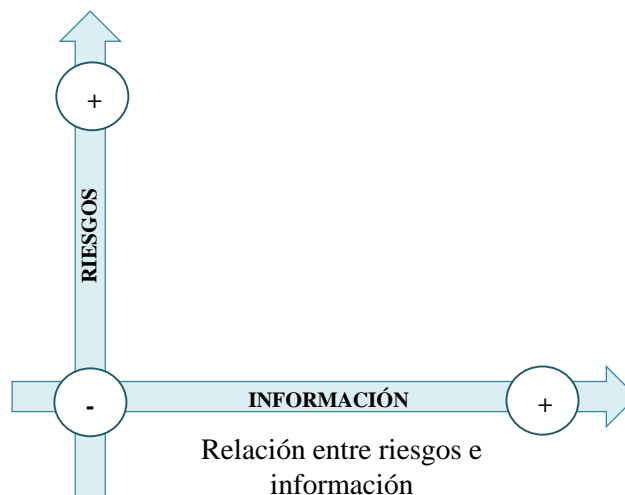 +
RIESGOS
-
INFORMACIÓN
+
Relación entre riesgos e
información